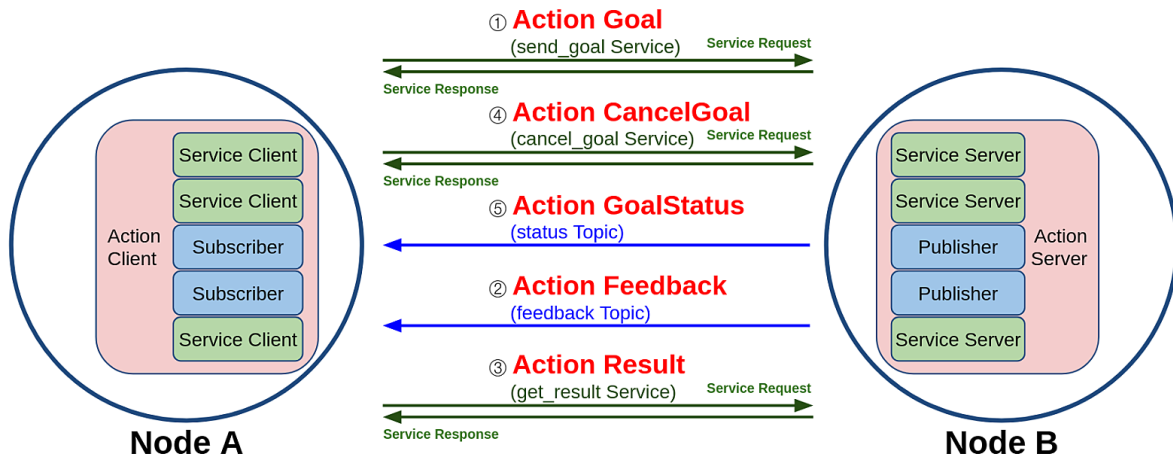 ① Action Goal
(send_goal Service)
Service Request
Service Response
④ Action CancelGoal
(cancel_goal Service)
Service Request
Service Response
⑤ Action GoalStatus
(status Topic)
② Action Feedback
(feedback Topic)
③ Action Result
(get_result Service)
Service Request
Service Response
Action
Client
Service Client
Service Client
Subscriber
Subscriber
Service Client
Node A
Service Server
Service Server
Publisher
Publisher
Service Server
Action
Server
Node B